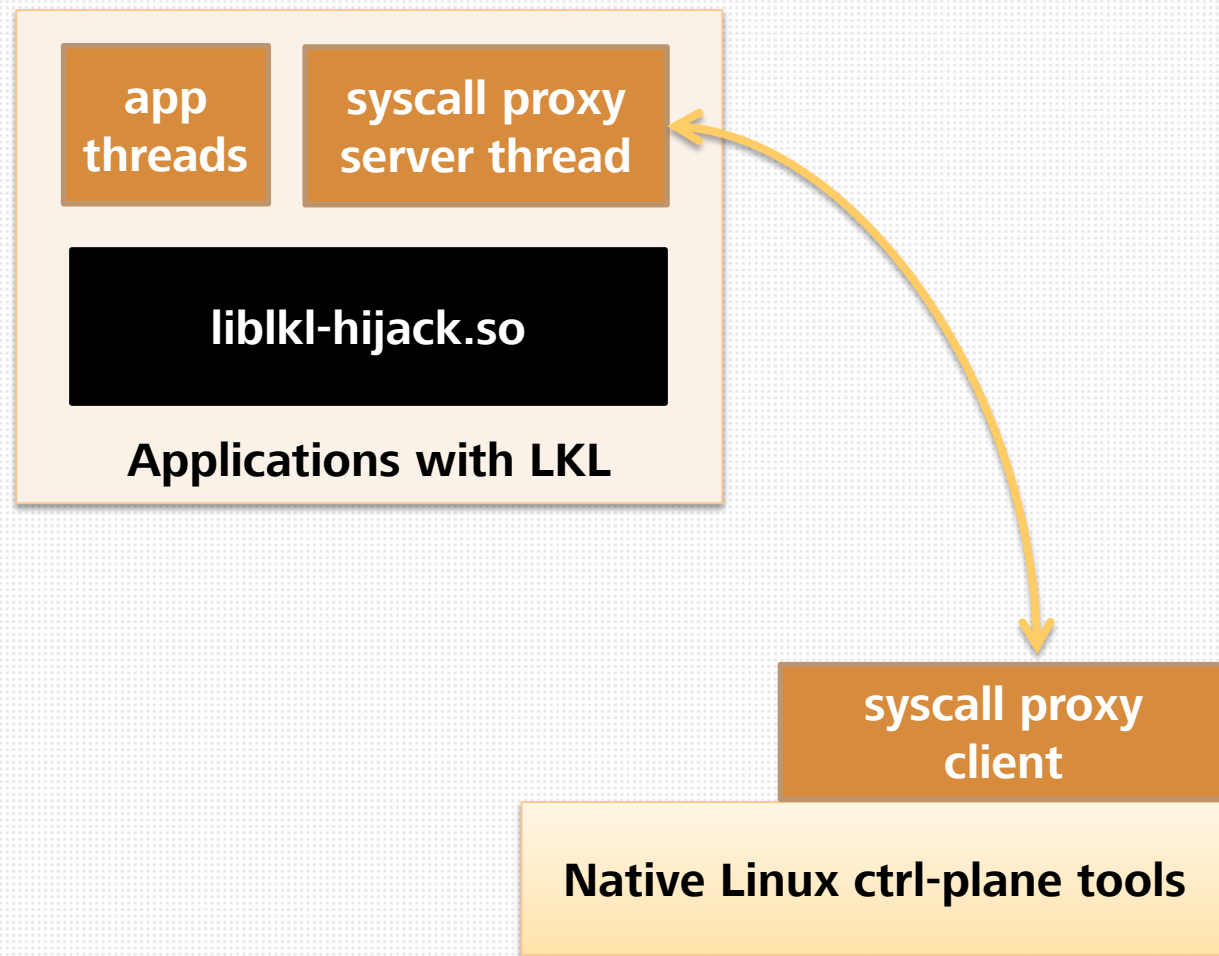 app
threads
syscall proxy
server thread
liblkl-hijack.so
Applications with LKL
syscall proxy
client
Native Linux ctrl-plane tools